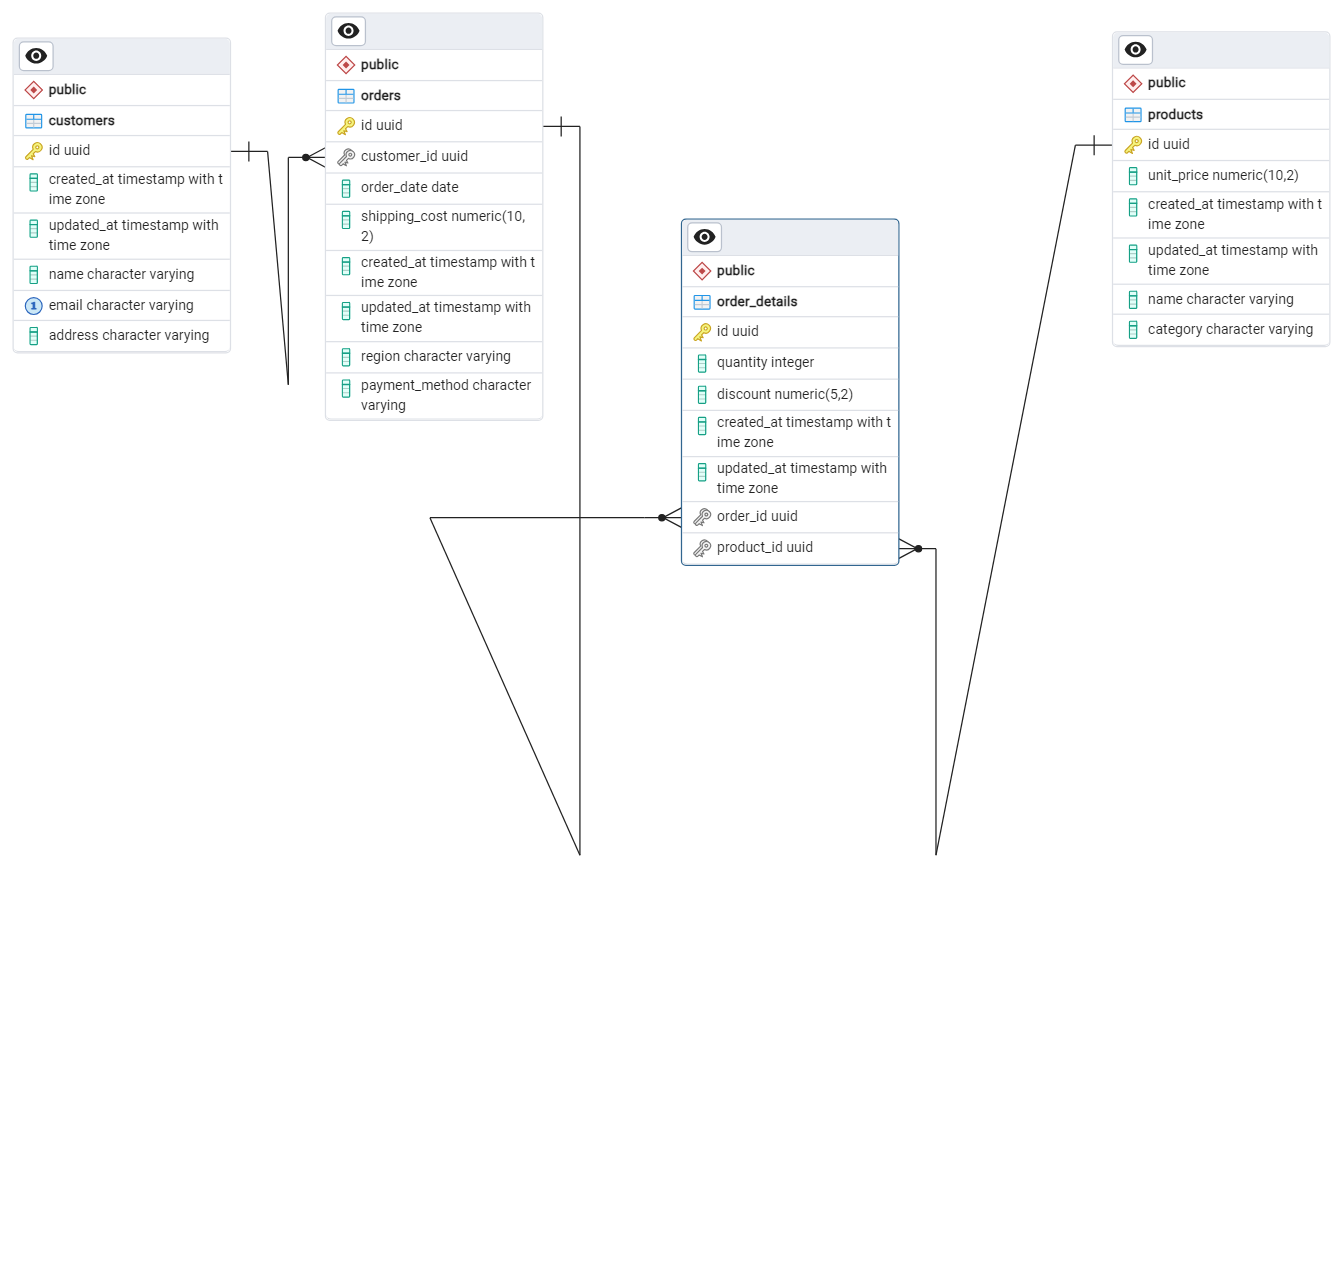 public
customers
id uuid
created_at timestamp with t
ime zone
updated_at timestamp with
time zone
name character varying
1 email character varying
address character varying
public
orders
id uuid
customer_id uuid
order_date date
shipping_cost numeric(10,
2)
created_at timestamp with t
ime zone
updated_at timestamp with
time zone
region character varying
payment_method character
varying
public
order_details
id uuid
quantity integer
discount numeric(5,2)
created_at timestamp with t
ime zone
updated_at timestamp with
time zone
order_id uuid
product_id uuid
public
products
id uuid
unit_price numeric(10,2)
created_at timestamp with t
ime zone
updated_at timestamp with
time zone
name character varying
category character varying